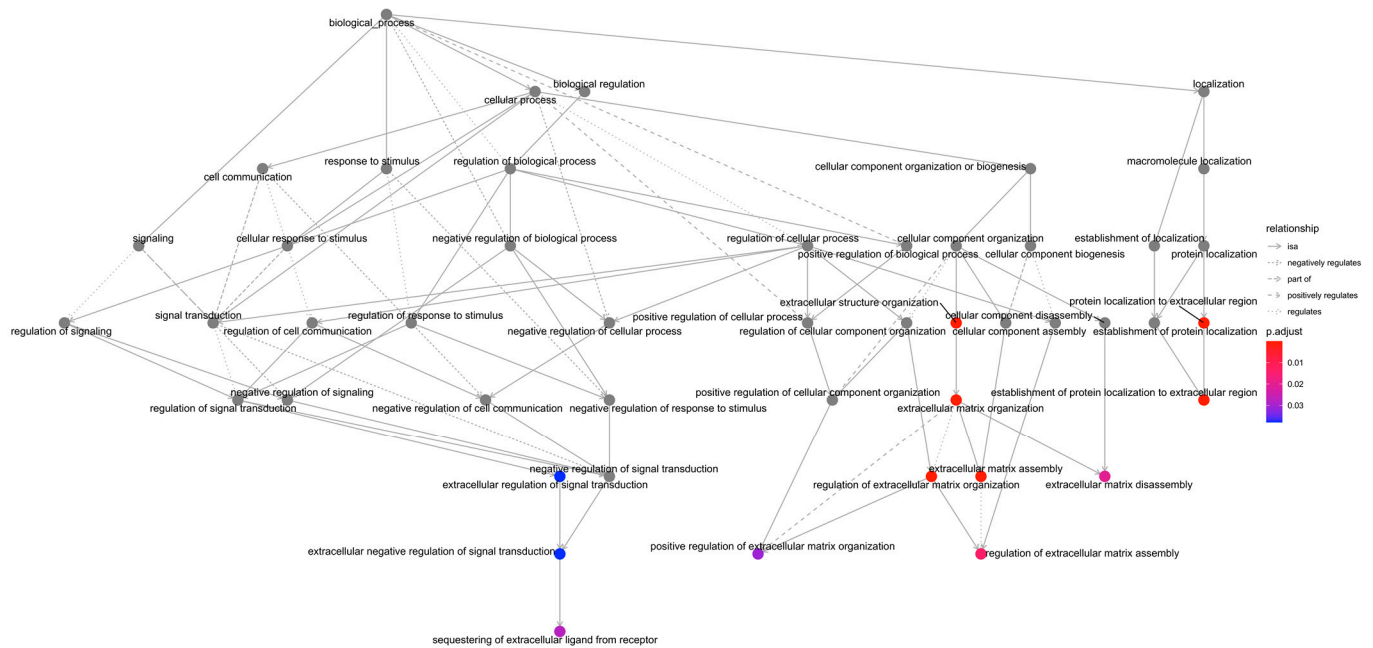 biological_process
biological regulation
localization
cellular process
response to stimulus
regulation of biological process
macromolecule localization
cellular component organization or biogenesis
cell communication
signaling
cellular response to stimulus
negative regulation of biological process
regulation of cellular process
cellular component organization
establishment of localization
positive regulation of biological process
cellular component biogenesis
protein localization
extracellular structure organization
protein localization to extracellular region
signal transduction
regulation of response to stimulus
positive regulation of cellular process
cellular component disassembly
regulation of signaling
regulation of cell communication
negative regulation of cellular process
regulation of cellular component organization
cellular component assembly
establishment of protein localization
negative regulation of signaling
positive regulation of cellular component organization
establishment of protein localization to extracellular region
regulation of signal transduction
negative regulation of cell communication
negative regulation of response to stimulus
extracellular matrix organization
negative regulation of signal transduction
extracellular matrix assembly
extracellular regulation of signal transduction
regulation of extracellular matrix organization
extracellular matrix disassembly
extracellular negative regulation of signal transduction
positive regulation of extracellular matrix organization
regulation of extracellular matrix assembly
sequestering of extracellular ligand from receptor
relationship
isa
negatively regulates
part of
positively regulates
regulates
p.adjust
0.01
0.02
0.03